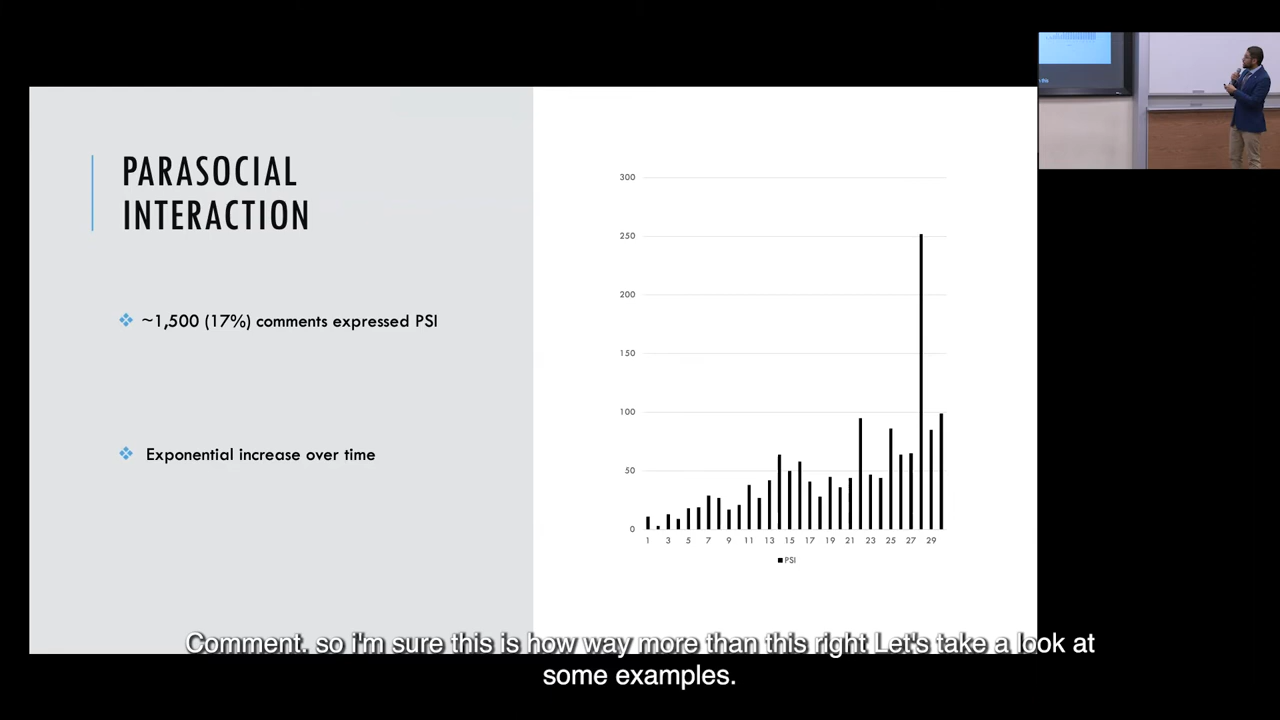 PARASOCIAL
INTERACTION
~1,500 (17%) comments expressed PSI
Exponential increase over time
300
250
200
150
100
50
0
1 3 5 7 9 11 13 15 17 19 21 23 25 27 29
PSI
Comment. so i'm sure this is how way more than this right Let's take a look at
some examples.